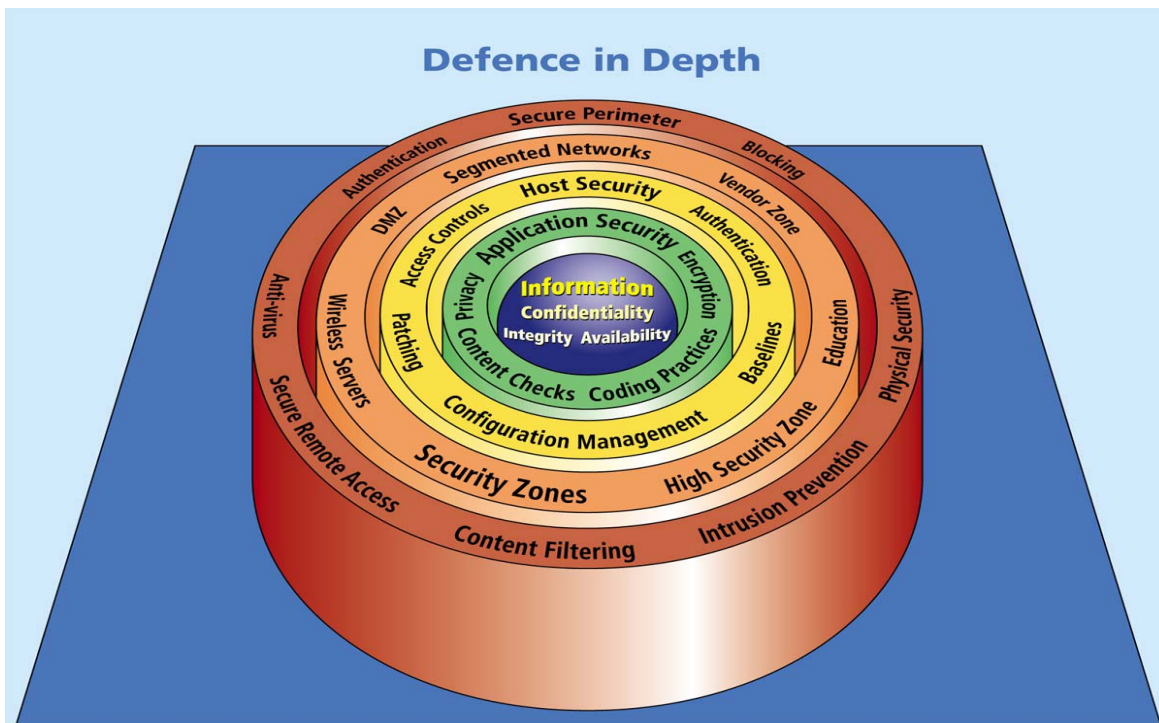 Defence in Depth
Secure Perimeter
Blocking
Physical Security
Intrusion Prevention
Content Filtering
Secure Remote Access
Anti-virus
Authentication
Segmented Networks
Vendor Zone
Education
High Security Zone
Security Zones
Wireless Servers
DMZ
Host Security
Authentication
Baselines
Configuration Management
Patching
Access Controls
Application Security
Encryption
Coding Practices
Content Checks
Privacy
Information
Confidentiality
Integrity Availability